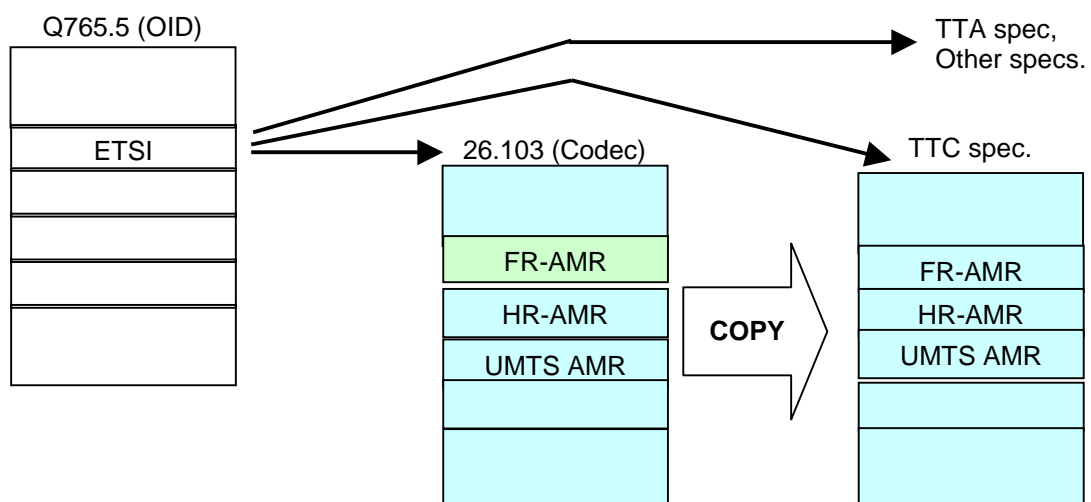 Q765.5 (OID)
TTA spec,
Other specs.
ETSI
26.103 (Codec)
TTC spec.
FR-AMR
HR-AMR
UMTS AMR
COPY
FR-AMR
HR-AMR
UMTS AMR